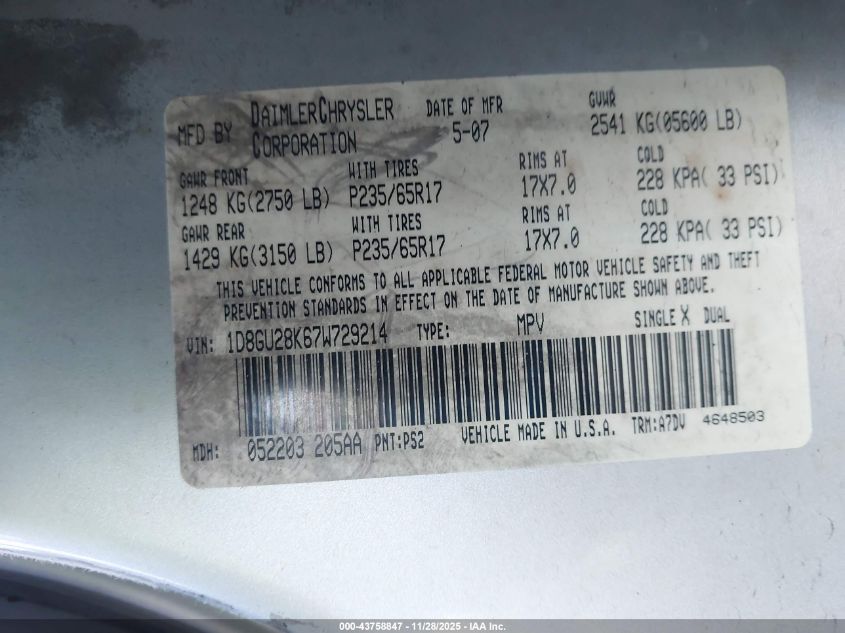 MFD BY DAIMLERCHRYSLER CORPORATION DATE OF MFR 5-07 GVWR 2541 KG(05600 LB)
GAWR FRONT WITH TIRES RIMS AT COLD
1248 KG(2750 LB) P235/65R17 17X7.0 228 KPA( 33 PSI)
GAWR REAR WITH TIRES RIMS AT COLD
1429 KG(3150 LB) P235/65R17 17X7.0 228 KPA( 33 PSI)
THIS VEHICLE CONFORMS TO ALL APPLICABLE FEDERAL MOTOR VEHICLE SAFETY AND THEFT
PREVENTION STANDARDS IN EFFECT ON THE DATE OF MANUFACTURE SHOWN ABOVE.
VIN: 1D8GU28K67W729214 TYPE: MPV SINGLE X DUAL
MDH: 052203 205AA PNT:PS2 VEHICLE MADE IN U.S.A. TRM:A7DV 4648503
000-43758847 - 11/28/2025 - IAA Inc.